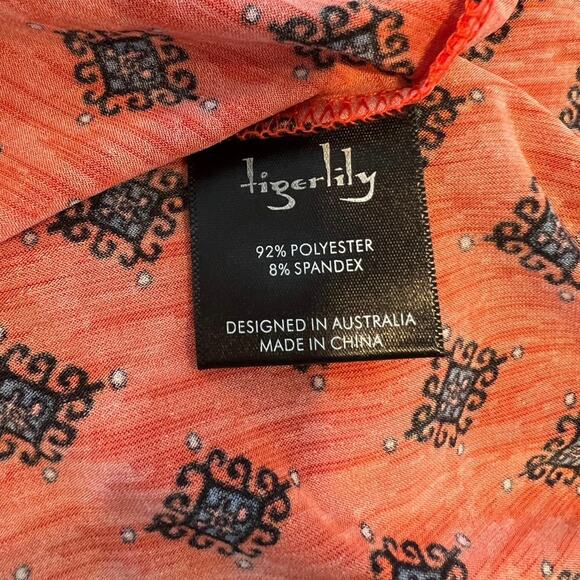 tigerlily
92% POLYESTER
8% SPANDEX
DESIGNED IN AUSTRALIA
MADE IN CHINA